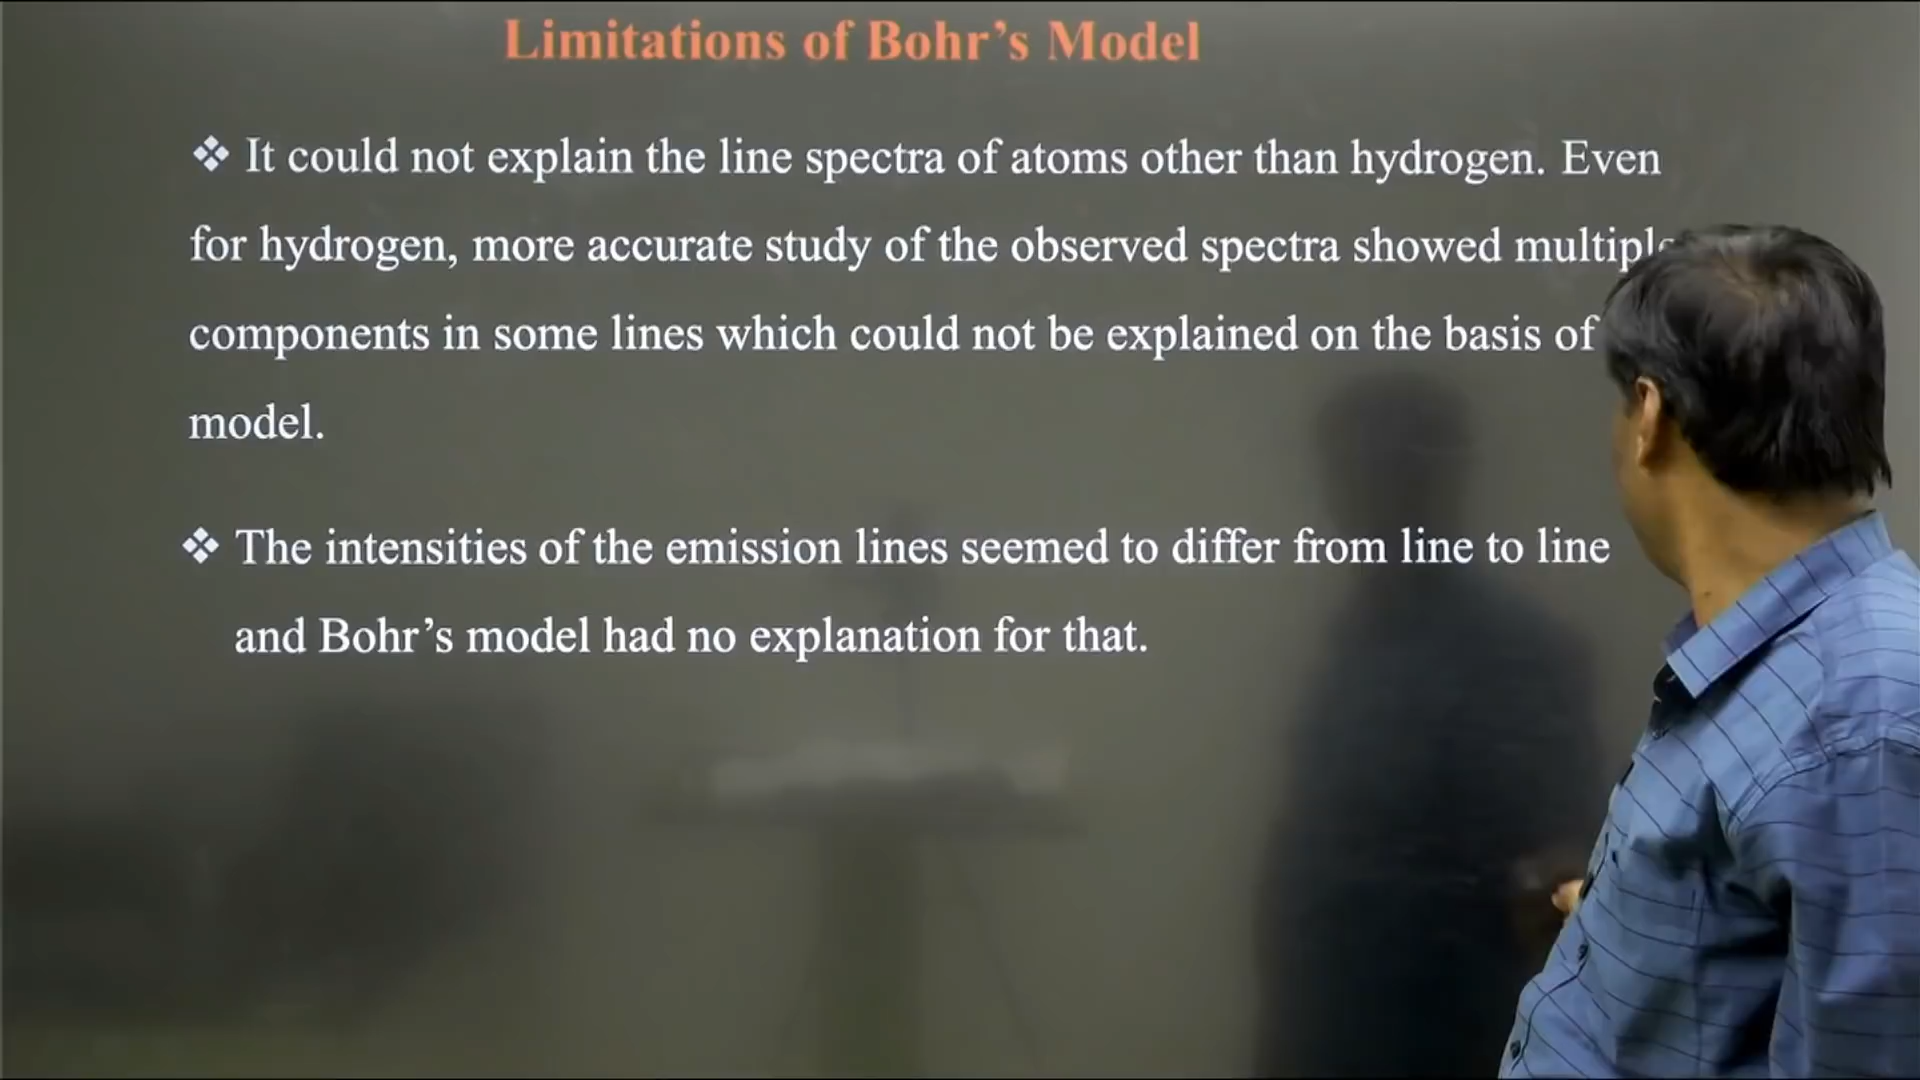 Limitations of Bohr's Model
❖ It could not explain the line spectra of atoms other than hydrogen. Even
for hydrogen, more accurate study of the observed spectra showed
components in some lines which could not be explained on the basis of
model.
❖ The intensities of the emission lines seemed to differ from line to line
and Bohr's model had no explanation for that.